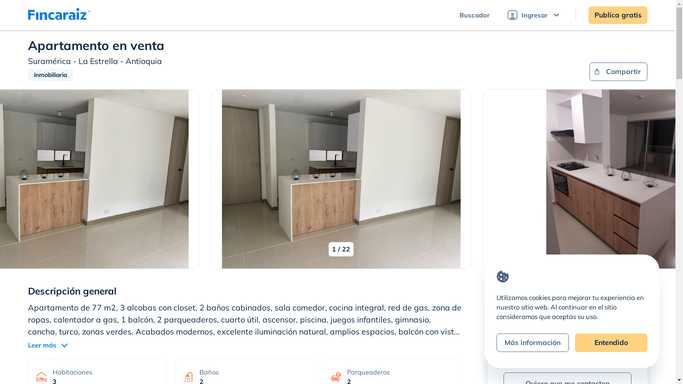 Fincaraiz
Buscador
Ingresar
Publica gratis
Apartamento en venta
Suramérica - La Estrella - Antioquia
Inmobiliaria
Compartir
1 / 22
Descripción general
Apartamento de 77 m2, 3 alcobas con closet, 2 baños cabinados, sala comedor, cocina integral, red de gas, zona de
ropas, calentador a gas, 1 balcón, 2 parqueaderos, cuarto útil, ascensor, piscina, juegos infantiles, gimnasio,
cancha, turco, zonas verdes. Acabados modernos, excelente iluminación natural, amplios espacios, balcón con vist...
Leer más
Habitaciones
3
Baños
2
Parqueaderos
2
Utilizamos cookies para mejorar tu experiencia en
nuestro sitio web. Al continuar en el sitio
consideramos que aceptas su uso.
Más información
Entendido
Quiero que me contacten